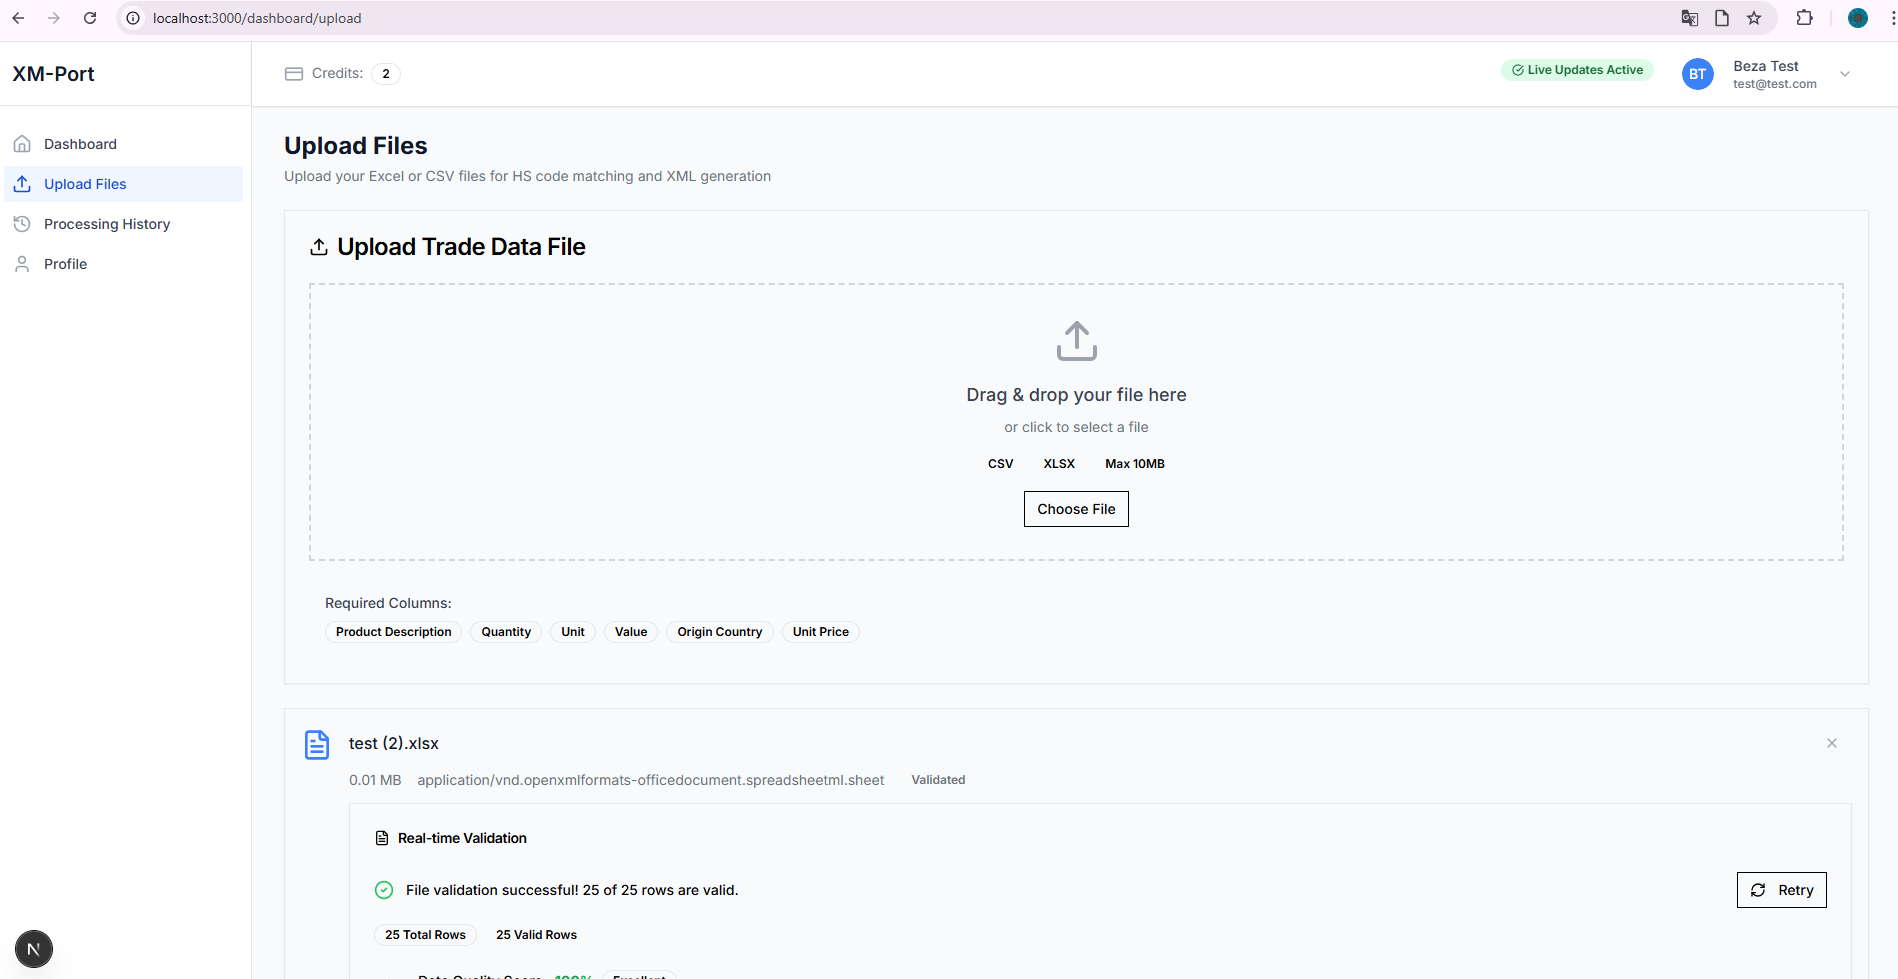 localhost:3000/dashboard/upload
XM-Port
Credits: 2
Live Updates Active
BT
Beza Test
test@test.com
Dashboard
Upload Files
Processing History
Profile
Upload Files
Upload your Excel or CSV files for HS code matching and XML generation
Upload Trade Data File
Drag & drop your file here
or click to select a file
CSV XLSX Max 10MB
Choose File
Required Columns:
Product Description Quantity Unit Value Origin Country Unit Price
test (2).xlsx
0.01 MB application/vnd.openxmlformats-officedocument.spreadsheetml.sheet Validated
Real-time Validation
File validation successful! 25 of 25 rows are valid.
Retry
25 Total Rows 25 Valid Rows
Data Quality Score 100% Excellent
N